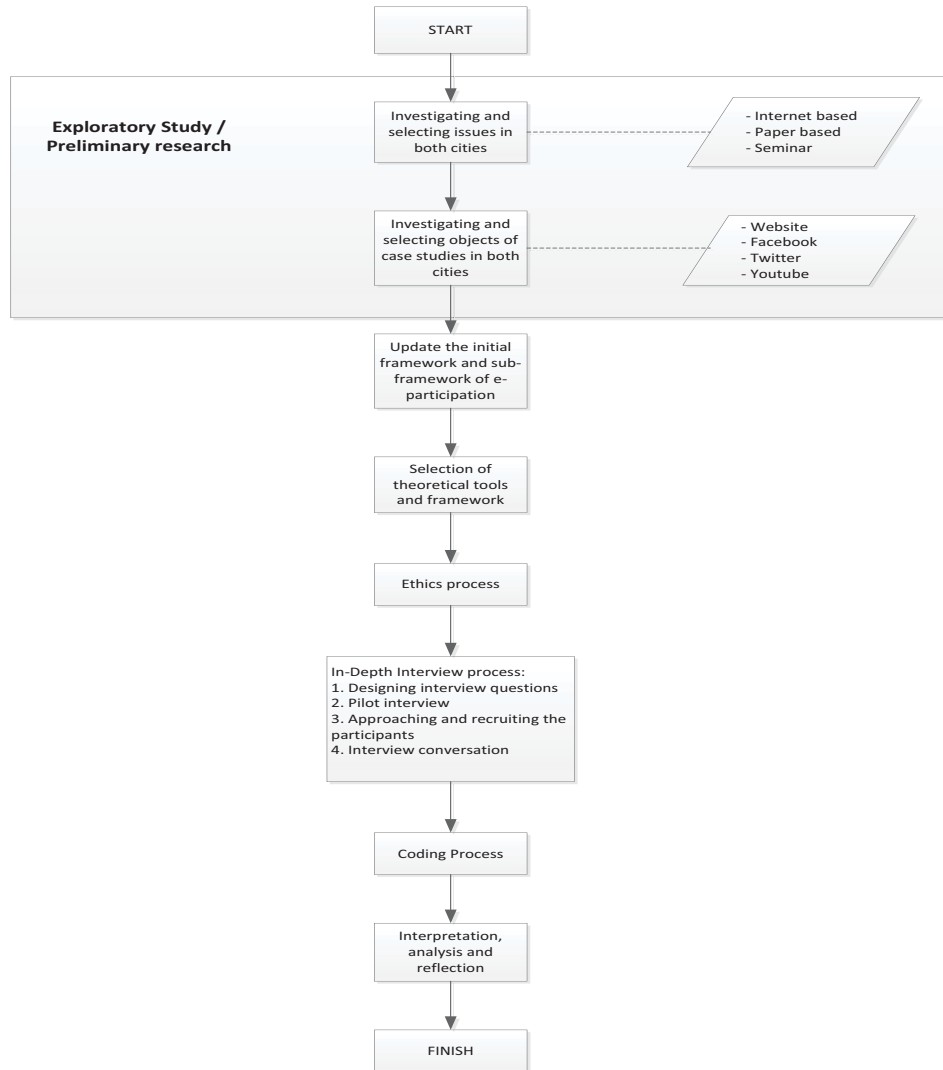 START
Exploratory Study /
Preliminary research
Investigating and
selecting issues in
both cities
- Internet based
- Paper based
- Seminar
Investigating and
selecting objects of
case studies in both
cities
- Website
- Facebook
- Twitter
- Youtube
Update the initial
framework and sub-
framework of e-
participation
Selection of
theoretical tools
and framework
Ethics process
In-Depth Interview process:
1. Designing interview questions
2. Pilot interview
3. Approaching and recruiting the
participants
4. Interview conversation
Coding Process
Interpretation,
analysis and
reflection
FINISH